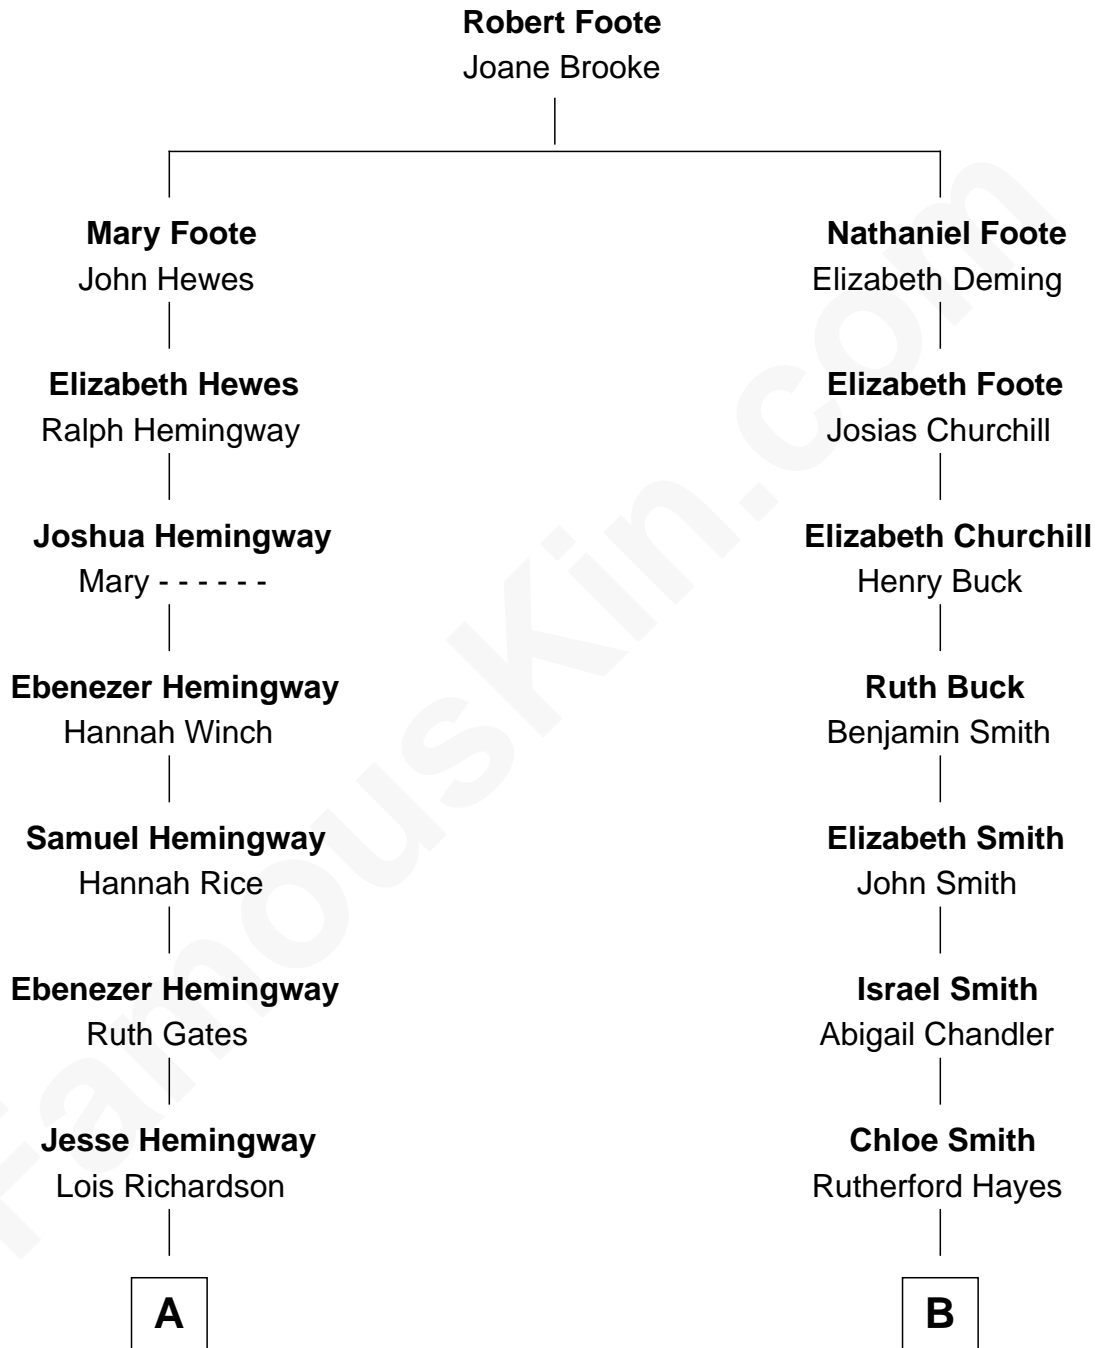 Robert Foote
Joane Brooke
Mary Foote
John Hewes
Nathaniel Foote
Elizabeth Deming
Elizabeth Hewes
Ralph Hemingway
Elizabeth Foote
Josias Churchill
Joshua Hemingway
Mary - - - - - -
Elizabeth Churchill
Henry Buck
Ebenezer Hemingway
Hannah Winch
Ruth Buck
Benjamin Smith
Samuel Hemingway
Hannah Rice
Elizabeth Smith
John Smith
Ebenezer Hemingway
Ruth Gates
Israel Smith
Abigail Chandler
Jesse Hemingway
Lois Richardson
Chloe Smith
Rutherford Hayes
A
B
FamousKin.com